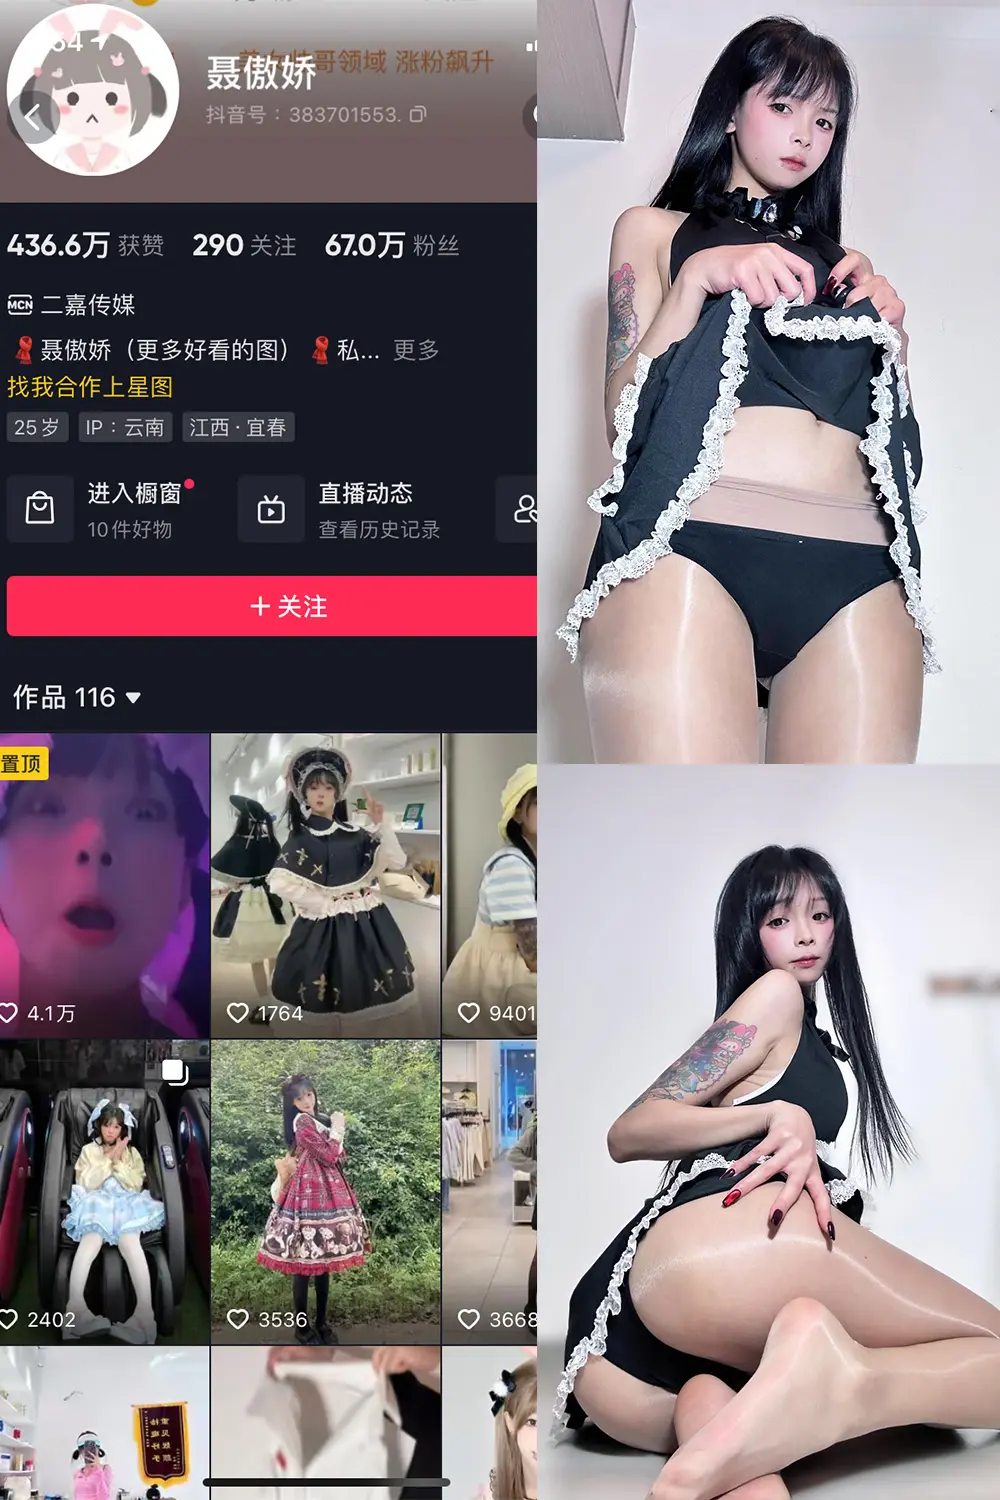 聂傲娇
哥领域 涨粉飙升
抖音号：383701553.
436.6万 获赞 290 关注 67.0万 粉丝
MCN 二嘉传媒
聂傲娇（更多好看的图） 私... 更多
找我合作上星图
25岁 IP：云南 江西·宜春
进入橱窗 直播动态
10件好物 查看历史记录
+ 关注
作品 116
置顶
4.1万 1764 9401
2402 3536 3668